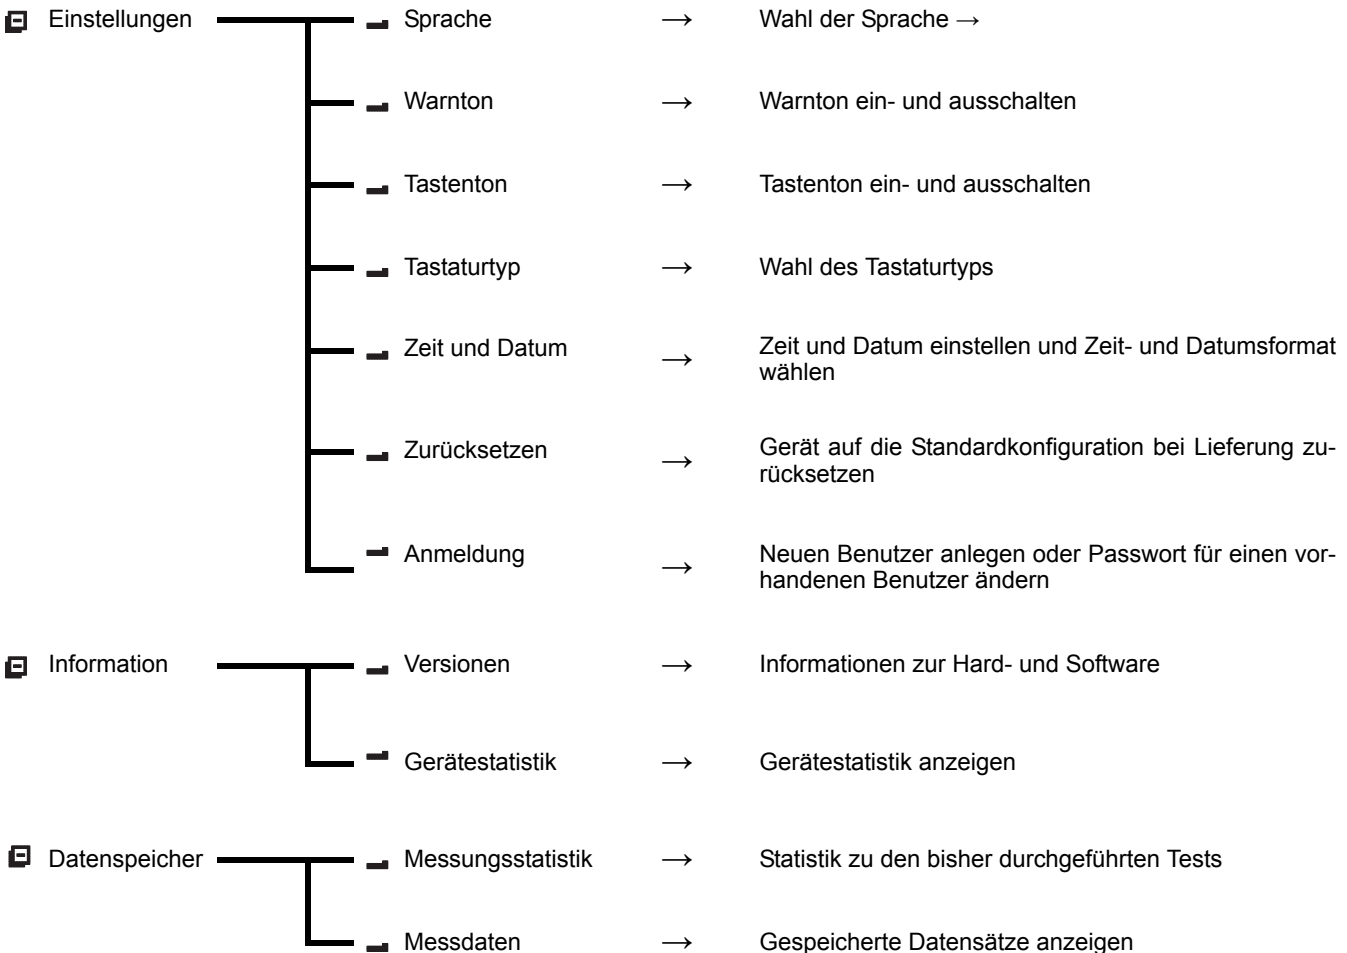 Einstellungen Sprache → Wahl der Sprache →
Warnton → Warnton ein- und ausschalten
Tastenton → Tastenton ein- und ausschalten
Tastaturtyp → Wahl des Tastaturtyps
Zeit und Datum → Zeit und Datum einstellen und Zeit- und Datumsformat
wählen
Zurücksetzen → Gerät auf die Standardkonfiguration bei Lieferung zu-
rücksetzen
Anmeldung → Neuen Benutzer anlegen oder Passwort für einen vor-
handenen Benutzer ändern
Information Versionen → Informationen zur Hard- und Software
Gerätestatistik → Gerätestatistik anzeigen
Datenspeicher Messungsstatistik → Statistik zu den bisher durchgeführten Tests
Messdaten → Gespeicherte Datensätze anzeigen